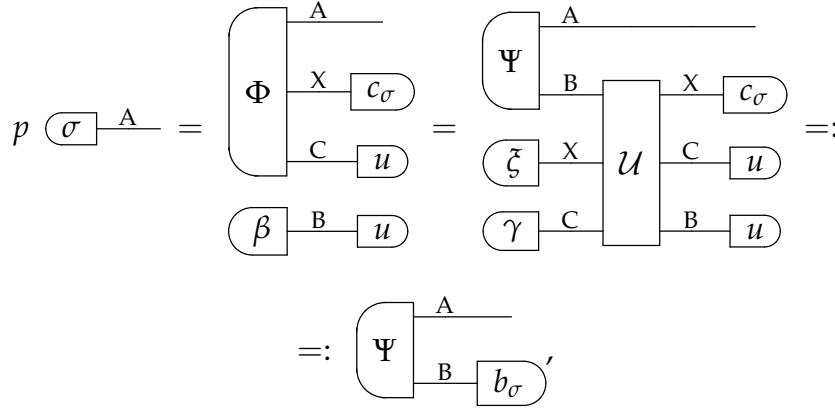 A A
Φ Ψ
p σ A = X c_σ = B X c_σ =:
C u ξ X 𝒰 C u
β B u γ C B u
=: Ψ A
B b_σ ,